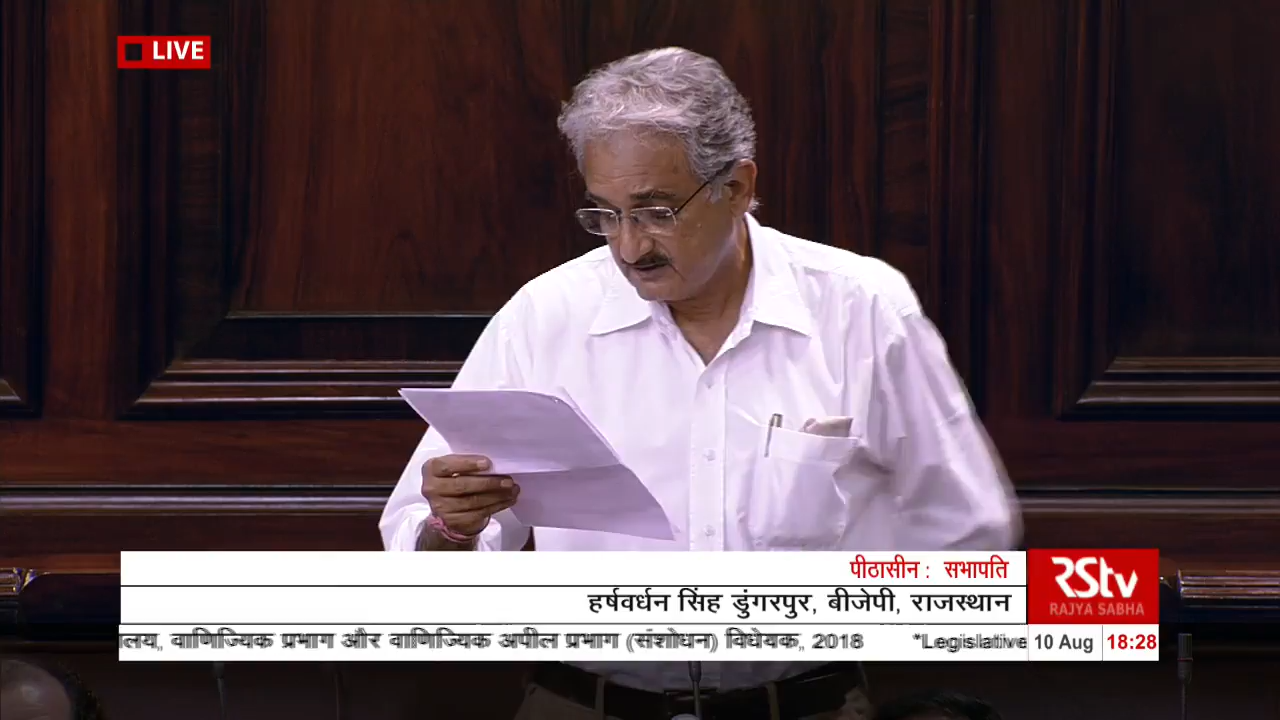 LIVE
पीठासीन : सभापति
हर्षवर्धन सिंह डुंगरपुर, बीजेपी, राजस्थान
RStv
RAJYA SABHA
लय, वाणिज्यिक प्रभाग और वाणिज्यिक अपील प्रभाग (संशोधन) विधेयक, 2018 *Legislative 10 Aug 18:28